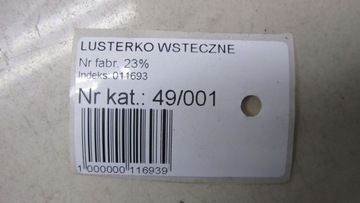 LUSTERKO WSTECZNE
Nr fabr. 23%
Indeks: 011693
Nr kat.: 49/001
1 000000 116939